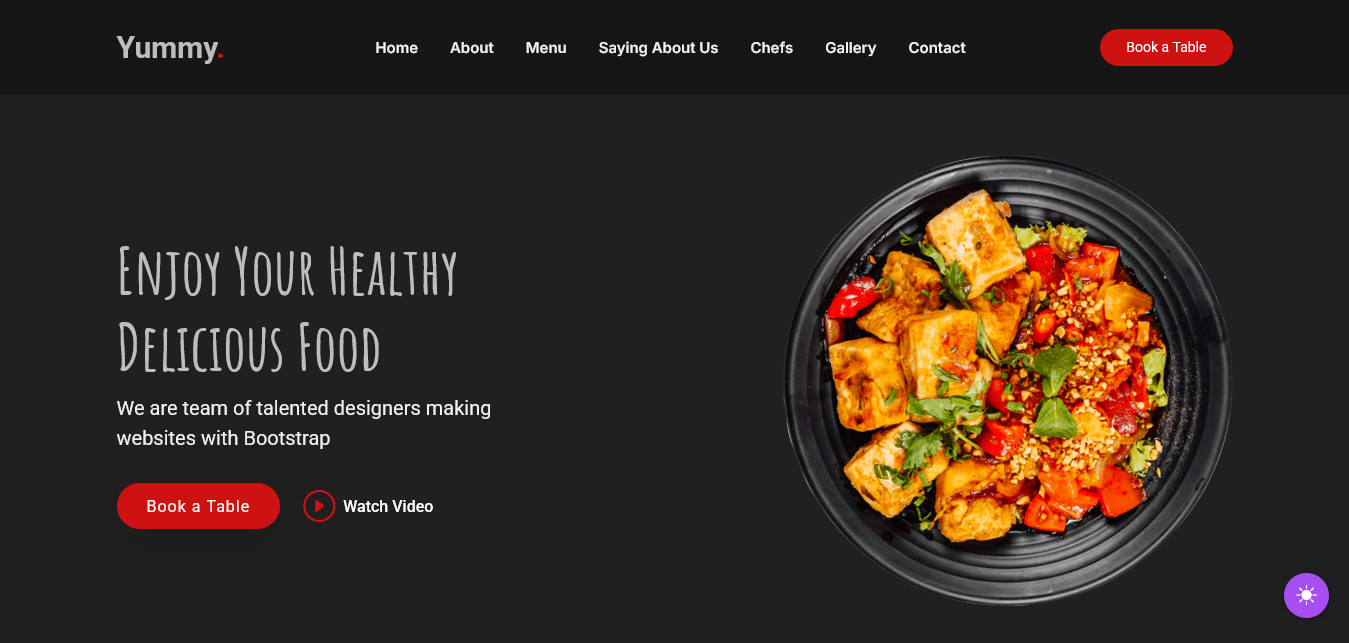 Yummy.
Home About Menu Saying About Us Chefs Gallery Contact
Book a Table
Enjoy Your Healthy
Delicious Food
We are team of talented designers making
websites with Bootstrap
Book a Table
Watch Video